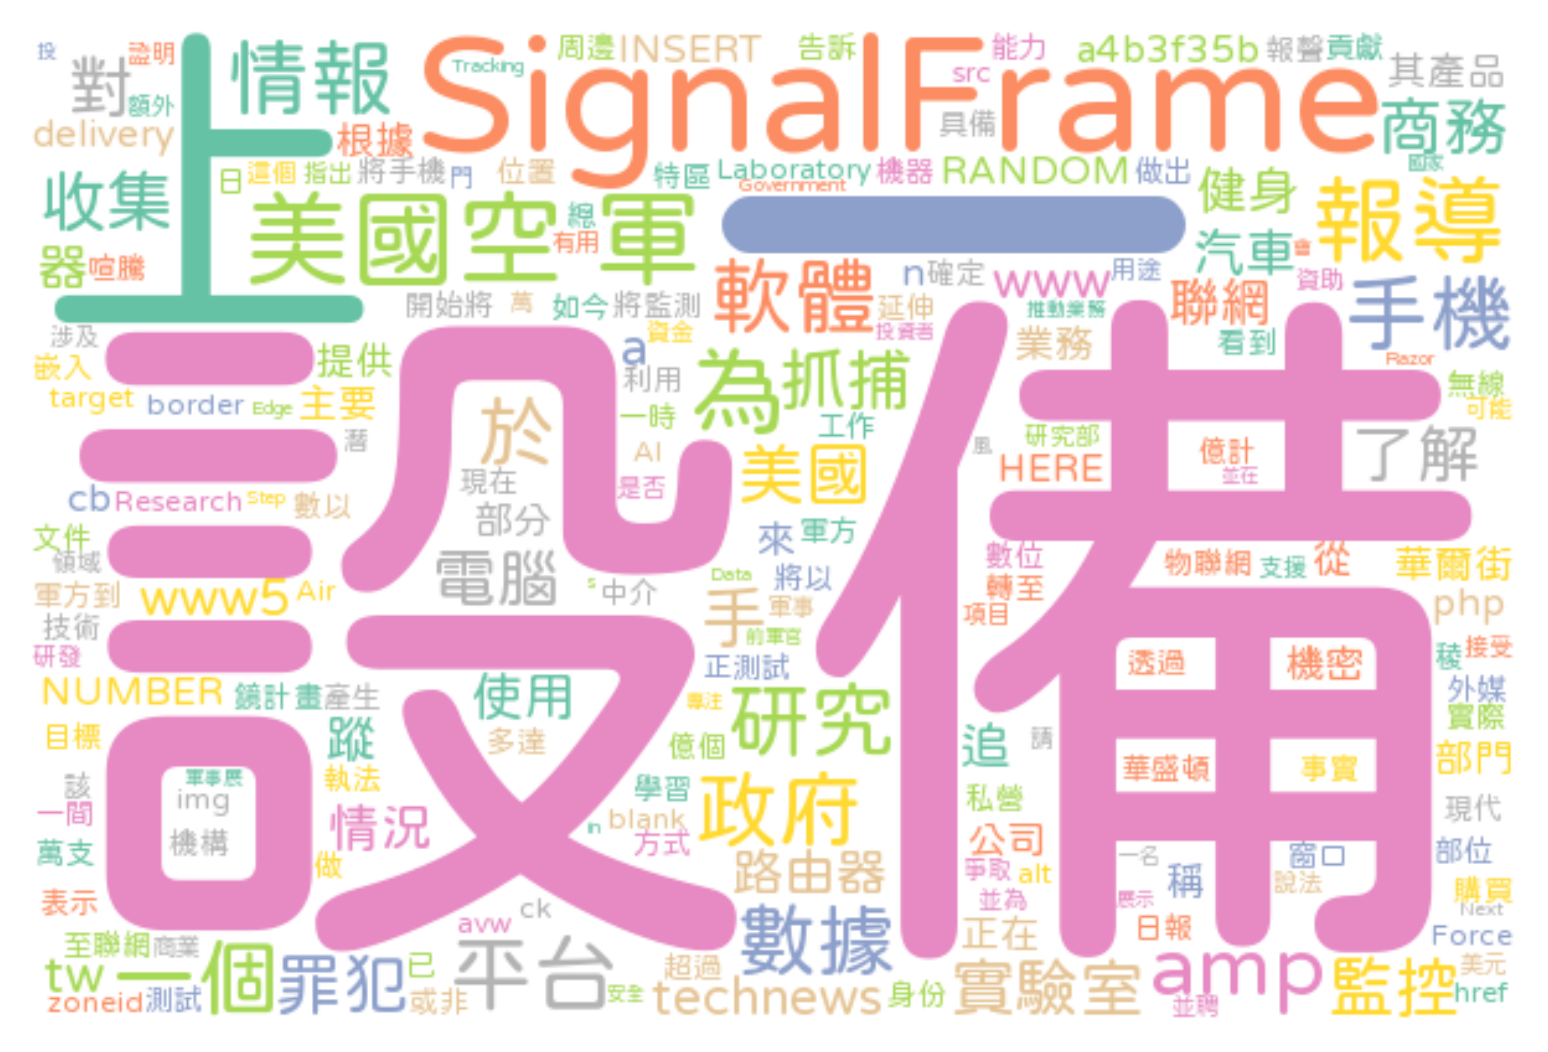 投 證明 對 額外 delivery 情報 根據 上 SignalFrame
Tracking 周邊 INSERT 告訴 能力 src a4b3f35b 報聲 貢獻 其產品
具備 商務 國家
收集 日 這個 指出 將手機 門 位置 特區 Laboratory 機器 RANDOM 做出
Government 健身 報導
器 喧騰 美國空軍 總 有用 一 汽車 會
開始將 萬 如今 將監測 軟體 n 確定 www 用途 聯網 資助 手機
延伸 推動業務 投資者 資金
涉及 嵌入 提供 a 利用 為 抓捕 業務 看到 Razor 無線 可能
target border Edge 主要 於 一時 工作 研究部 億計 並在 了解
潛 AI 美國 風 HERE
cb Research Step 數以 現在 是否 部分 來 軍方
文件 領域 電腦 Data 將以 數位 轉至 物聯網 支援 從 華爾街
軍方到 www5 Air s 中介 手 軍事 項目 php
技術 前軍官 研發 正測試 透過 機密 稜 接受
設備
NUMBER 鏡計 畫 產生 使用 專注 研究 外媒 實際
目標 蹤 多達 億個 追 請 華盛頓 事實 部門
該 軍事展 img 執法 學習 政府 私營 現代
一間 機構 情況 in blank 方式 公司
萬支 做 路由器 爭取 alt 一名 窗口 部位
表示 ck 並為 展示 稱 說法 購買
avw 日報 Next
至聯網 商業 平台 數據 正在 Force
tw 一個 罪犯 已 超過 實驗室 amp 監控 美元
zoneid 測試 或非 安全 technews 身份 並聘 href